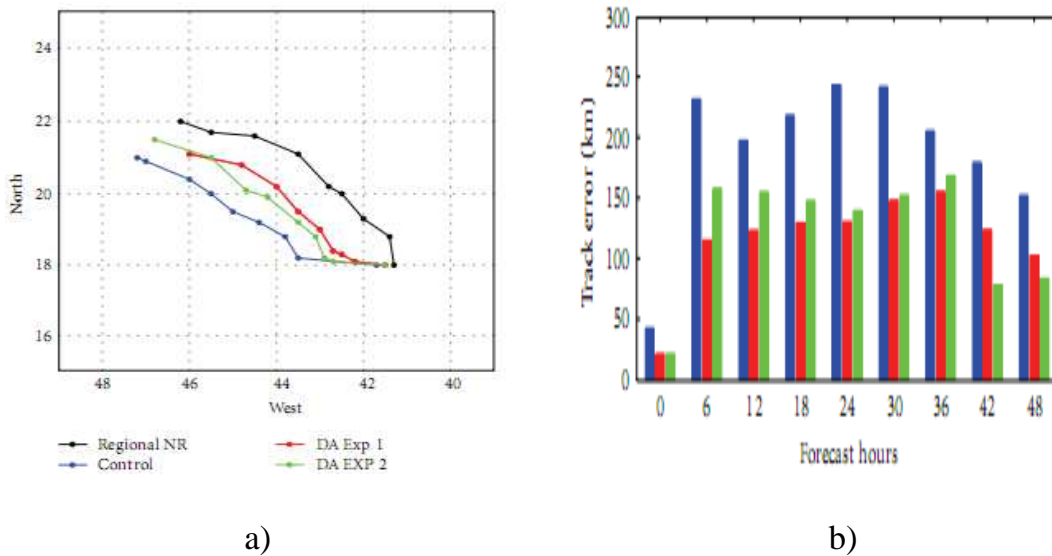 24
22
20
18
16
North
48 46 44 42 40
West
Regional NR
Control
DA Exp 1
DA EXP 2
a)
300
250
200
150
100
50
0
Track error (km)
0 6 12 18 24 30 36 42 48
Forecast hours
b)